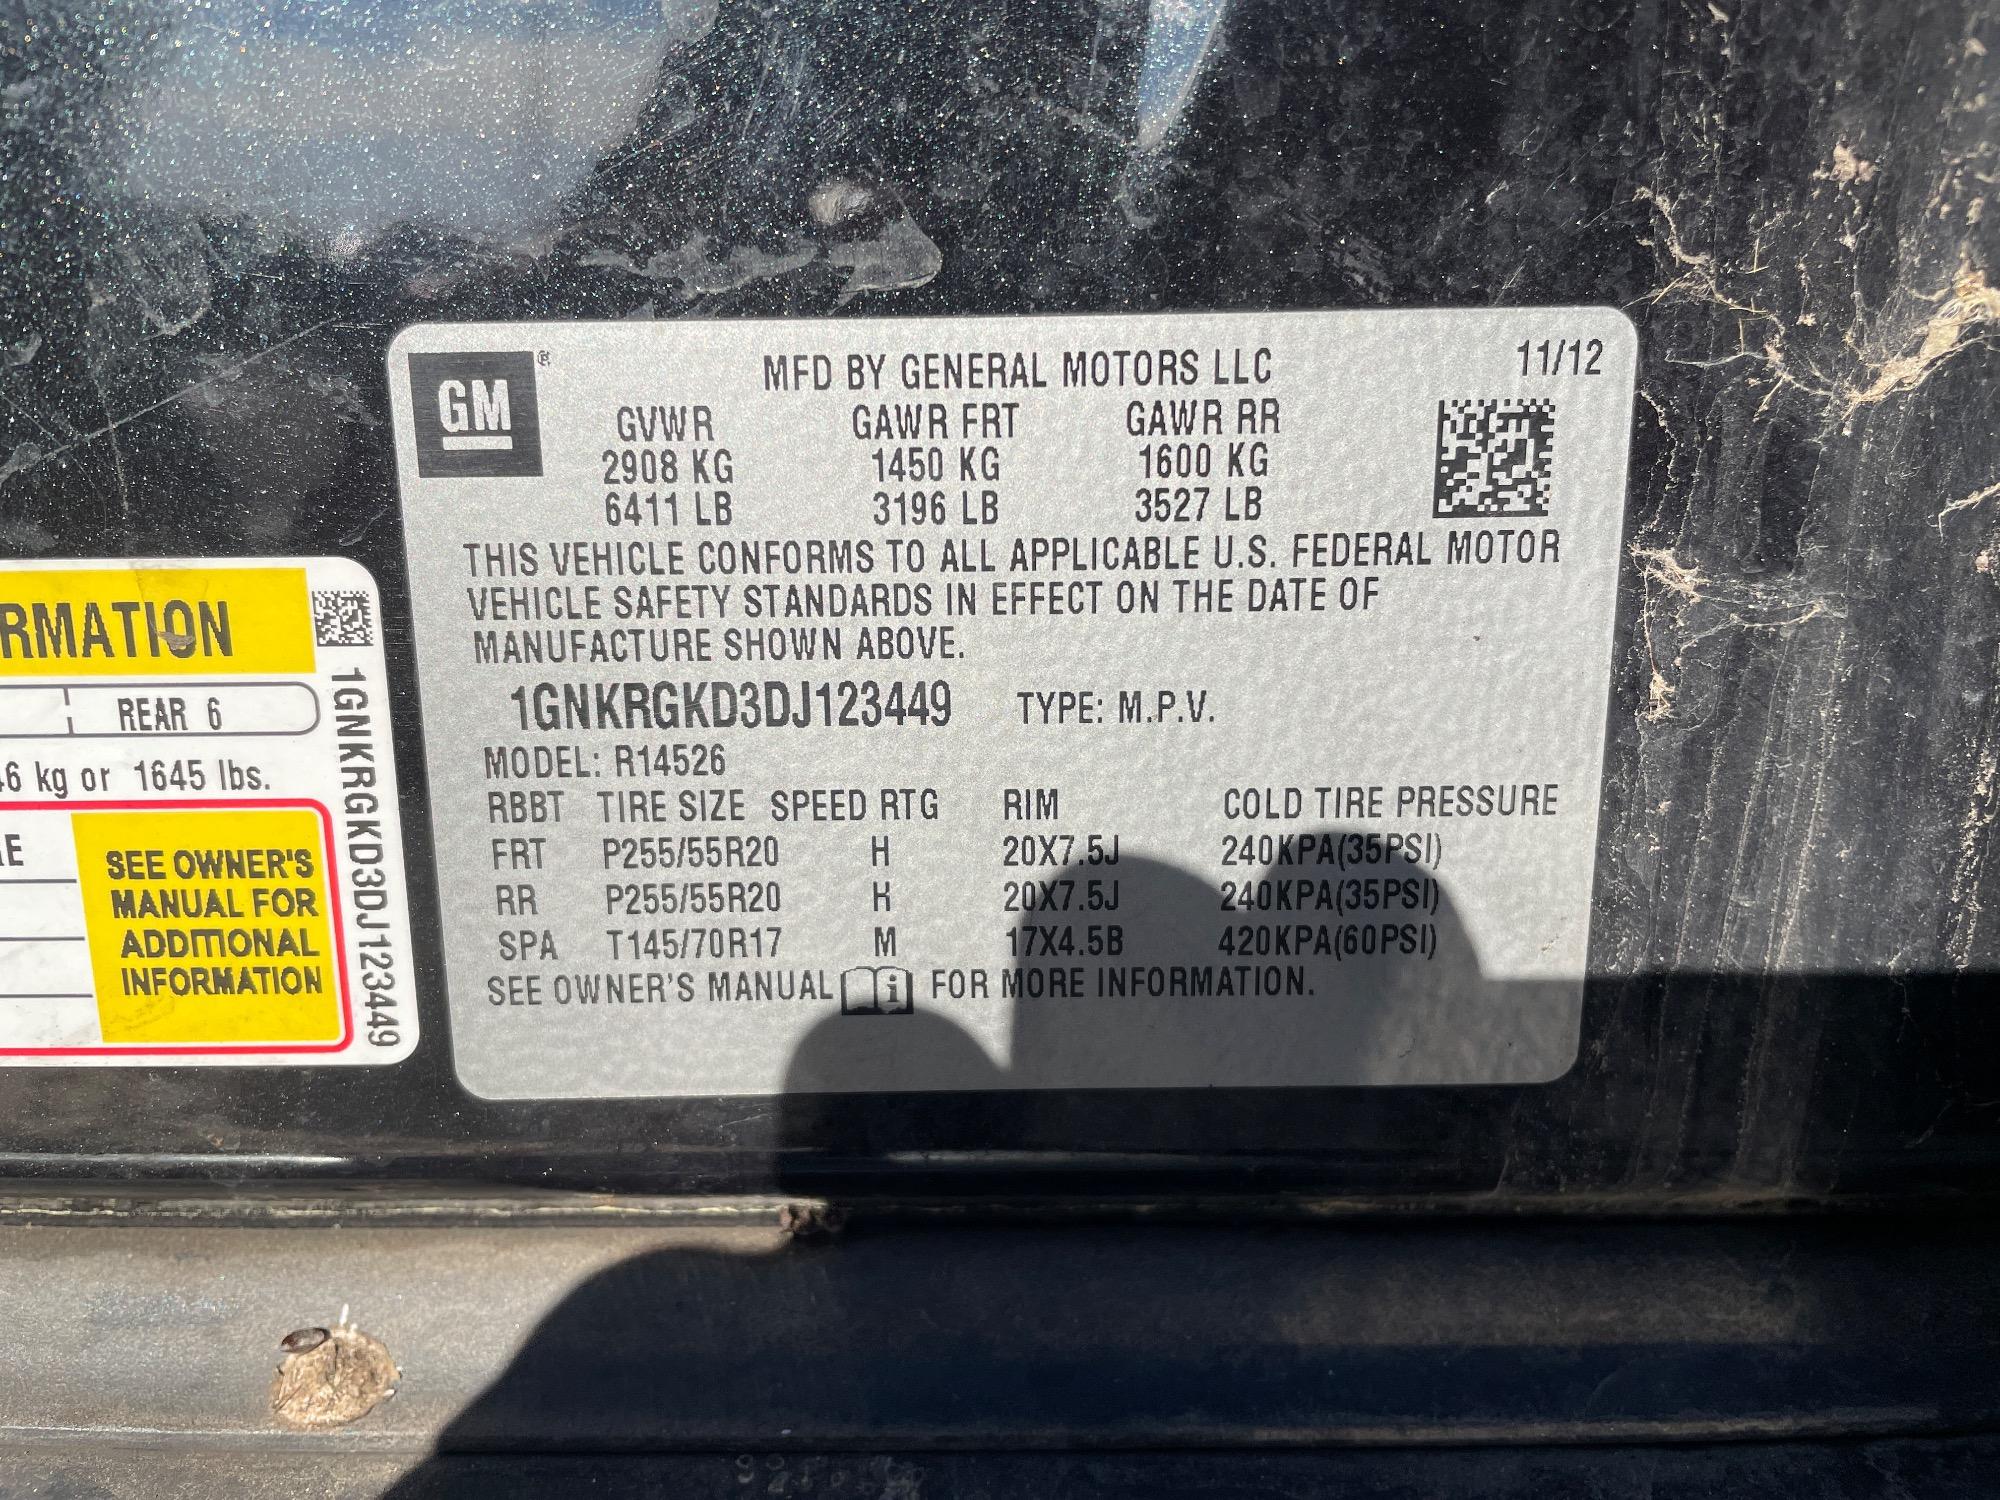 GM ®
MFD BY GENERAL MOTORS LLC 11/12
GVWR GAWR FRT GAWR RR
2908 KG 1450 KG 1600 KG
6411 LB 3196 LB 3527 LB
THIS VEHICLE CONFORMS TO ALL APPLICABLE U.S. FEDERAL MOTOR
VEHICLE SAFETY STANDARDS IN EFFECT ON THE DATE OF
MANUFACTURE SHOWN ABOVE.
1GNKRGKD3DJ123449 TYPE: M.P.V.
MODEL: R14526
RBBT TIRE SIZE SPEED RTG RIM COLD TIRE PRESSURE
FRT P255/55R20 H 20X7.5J 240KPA(35PSI)
RR P255/55R20 H 20X7.5J 240KPA(35PSI)
SPA T145/70R17 M 17X4.5B 420KPA(60PSI)
SEE OWNER'S MANUAL i FOR MORE INFORMATION.
RMATION
REAR 6
46 kg or 1645 lbs.
RE
SEE OWNER'S
MANUAL FOR
ADDITIONAL
INFORMATION
1GNKRGKD3DJ123449